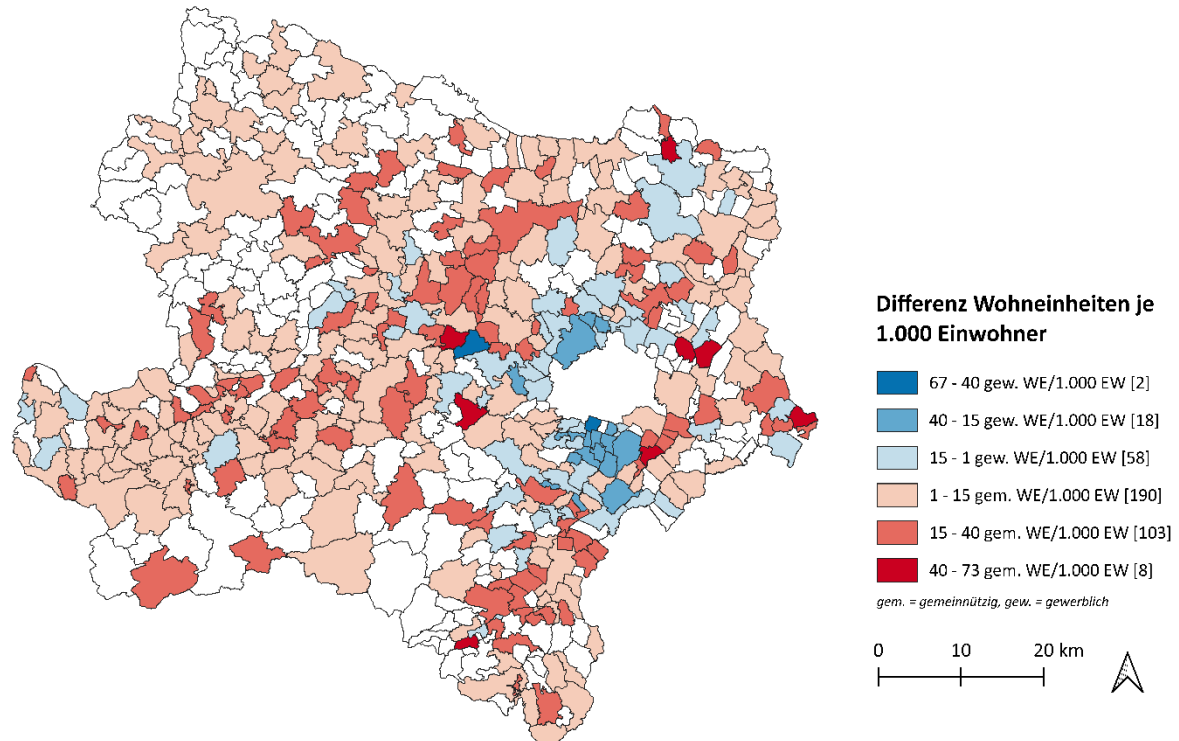 Differenz Wohneinheiten je
1.000 Einwohner
67 - 40 gew. WE/1.000 EW [2]
40 - 15 gew. WE/1.000 EW [18]
15 - 1 gew. WE/1.000 EW [58]
1 - 15 gem. WE/1.000 EW [190]
15 - 40 gem. WE/1.000 EW [103]
40 - 73 gem. WE/1.000 EW [8]
gem. = gemeinnützig, gew. = gewerblich
0 10 20 km